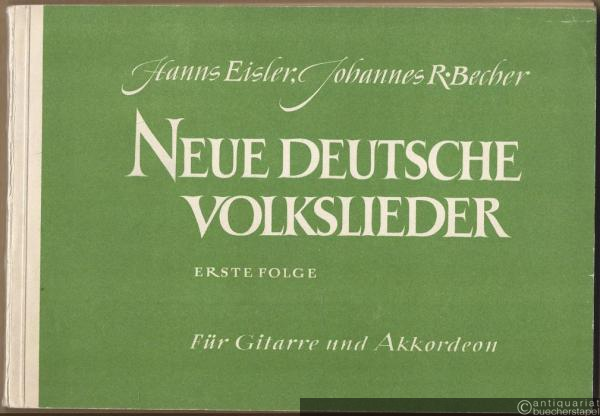 Hanns Eisler, Johannes R. Becher
NEUE DEUTSCHE
VOLKSLIEDER
ERSTE FOLGE
Für Gitarre und Akkordeon
antiquariat
buecherstapel